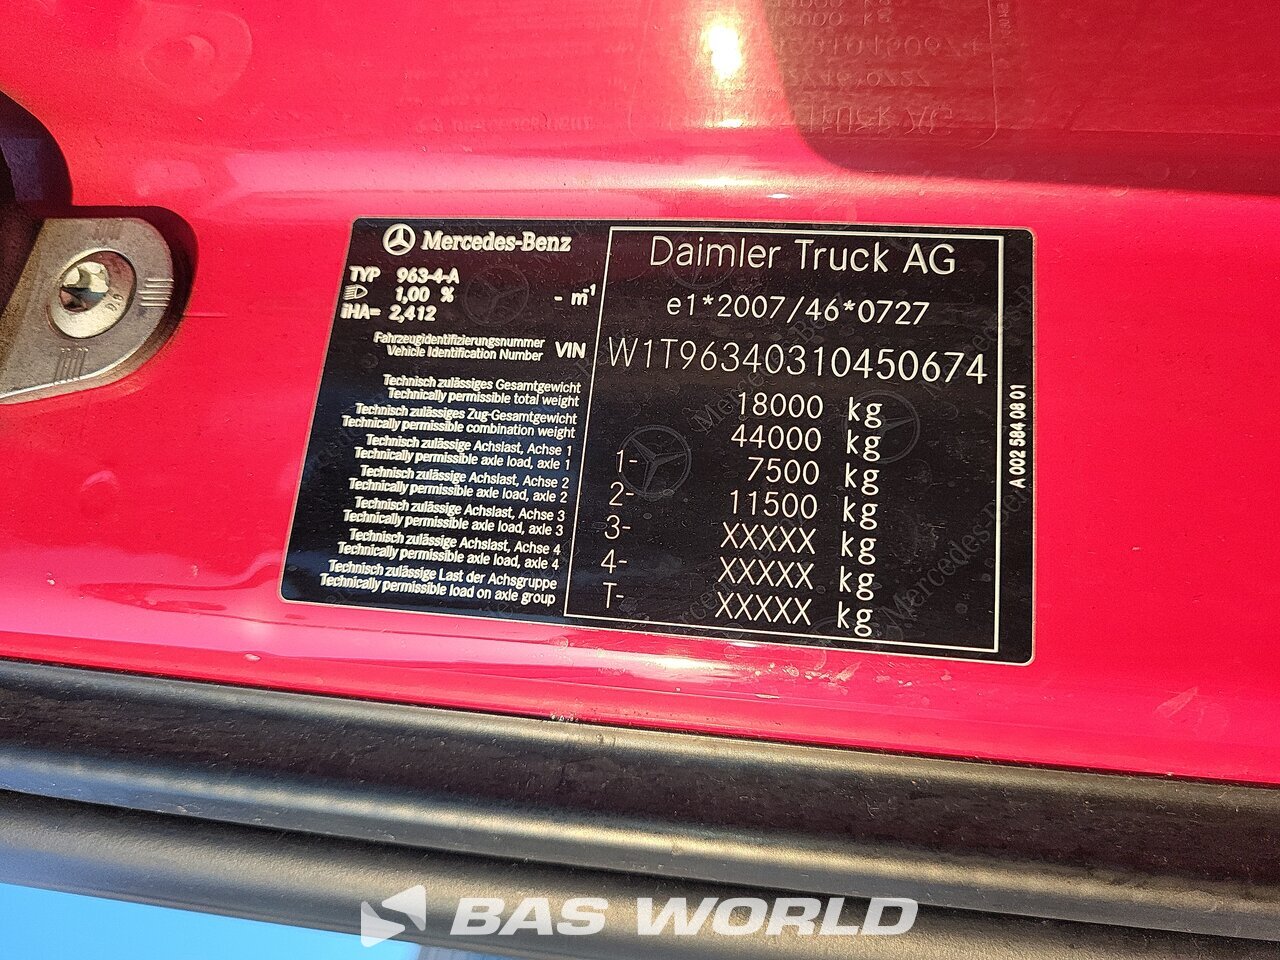 Mercedes-Benz
TYP 963-4-A
1,00 % - m⁻¹
iHA= 2,412
Fahrzeugidentifizierungsnummer
Vehicle Identification Number VIN
Technisch zulässiges Gesamtgewicht
Technically permissible total weight
Technisch zulässiges Zug-Gesamtgewicht
Technically permissible combination weight
Technisch zulässige Achslast, Achse 1
Technically permissible axle load, axle 1
Technisch zulässige Achslast, Achse 2
Technically permissible axle load, axle 2
Technisch zulässige Achslast, Achse 3
Technically permissible axle load, axle 3
Technisch zulässige Achslast, Achse 4
Technically permissible axle load, axle 4
Technisch zulässige Last der Achsgruppe
Technically permissible load on axle group
Daimler Truck AG
e1*2007/46*0727
W1T96340310450674
18000 kg
44000 kg
1- 7500 kg
2- 11500 kg
3- XXXXX kg
4- XXXXX kg
T- XXXXX kg
A 002 584 08 01
BAS WORLD